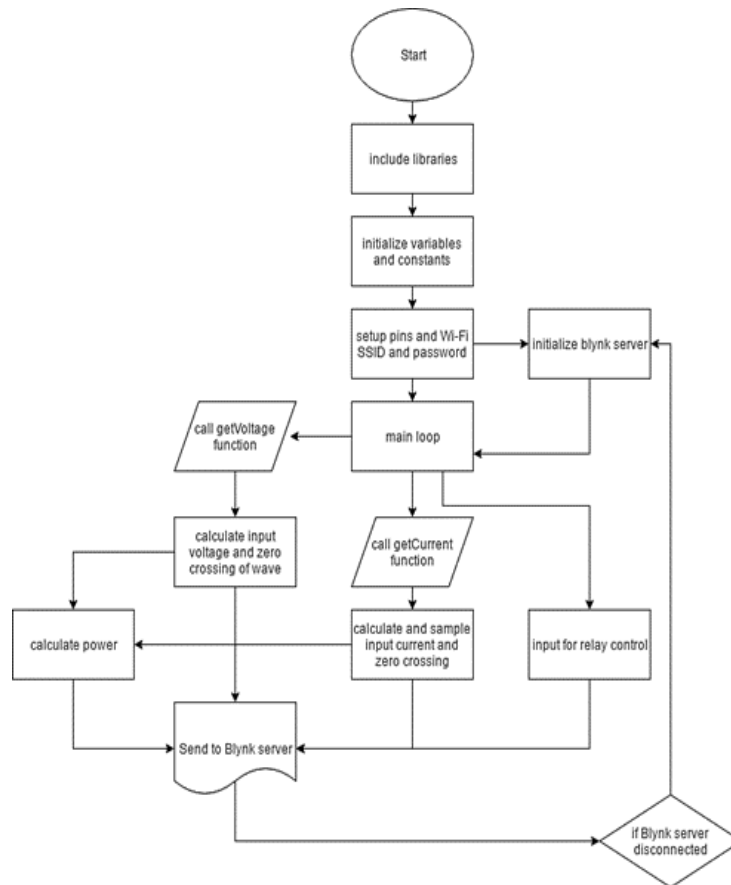 Start
include libraries
initialize variables
and constants
setup pins and Wi-Fi
SSID and password
initialize blynk server
call getVoltage
function
main loop
calculate input
voltage and zero
crossing of wave
call getCurrent
function
calculate power
calculate and sample
input current and
zero crossing
input for relay control
Send to Blynk server
if Blynk server
disconnected